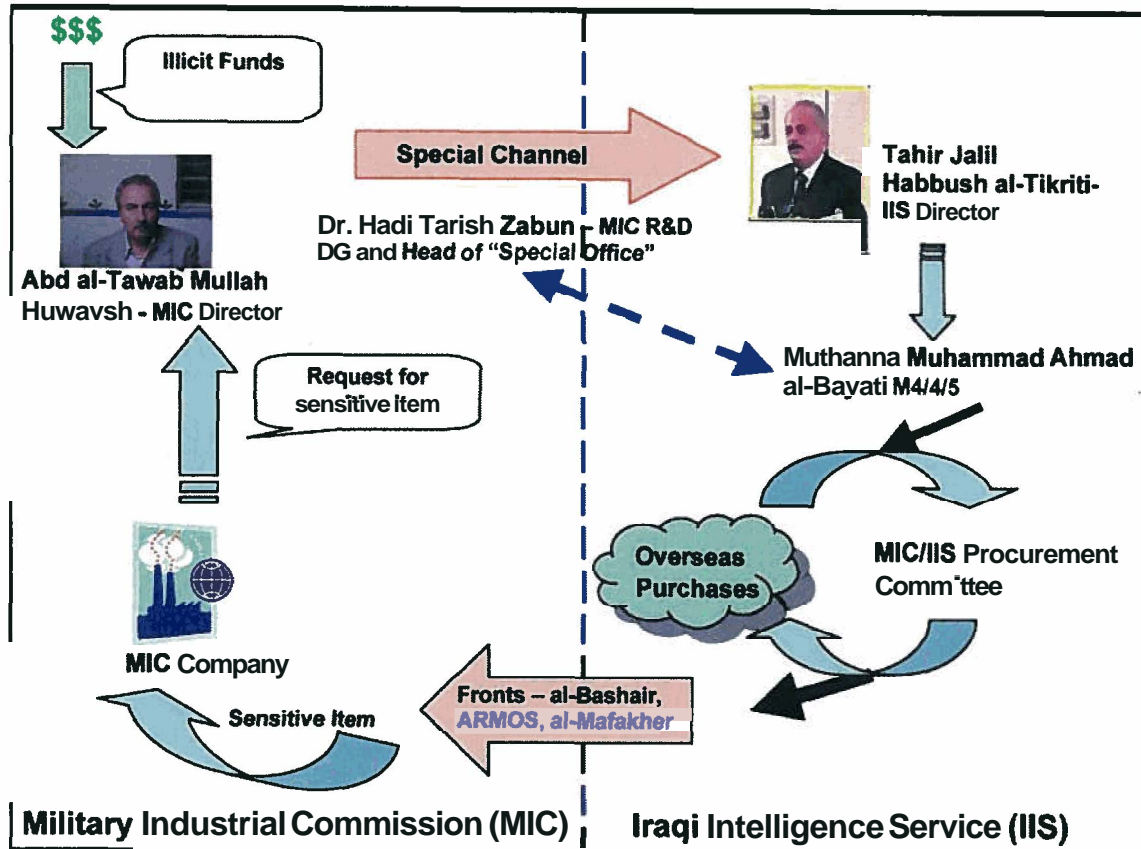 $$$
Illicit Funds
Special Channel
Tahir Jalil
Habbush al-Tikriti-
IIS Director
Dr. Hadi Tarish Zabun - MIC R&D
DG and Head of “Special Office”
Abd al-Tawab Mullah
Huwavsh - MIC Director
Muthanna Muhammad Ahmad
al-Bayati M4/4/5
Request for
sensitive item
Overseas
Purchases
MIC/IIS Procurement
Comm ttee
MIC Company
Fronts – al-Bashair,
ARMOS, al-Mafakher
Sensitive Item
Military Industrial Commission (MIC)
Iraqi Intelligence Service (IIS)